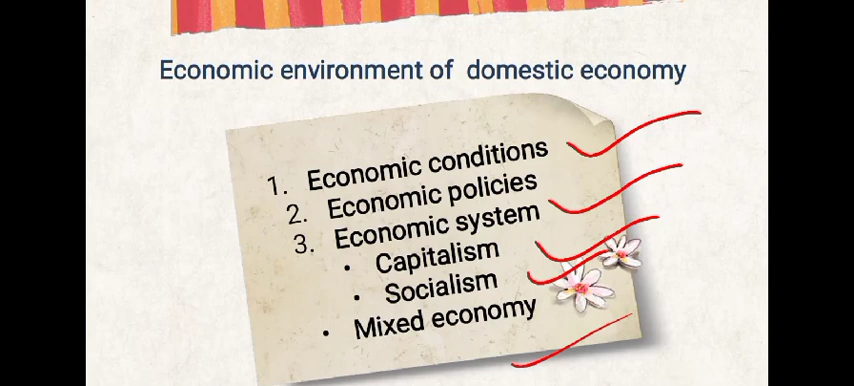 Economic environment of domestic economy
1. Economic conditions
2. Economic policies
3. Economic system
• Capitalism
• Socialism
• Mixed economy